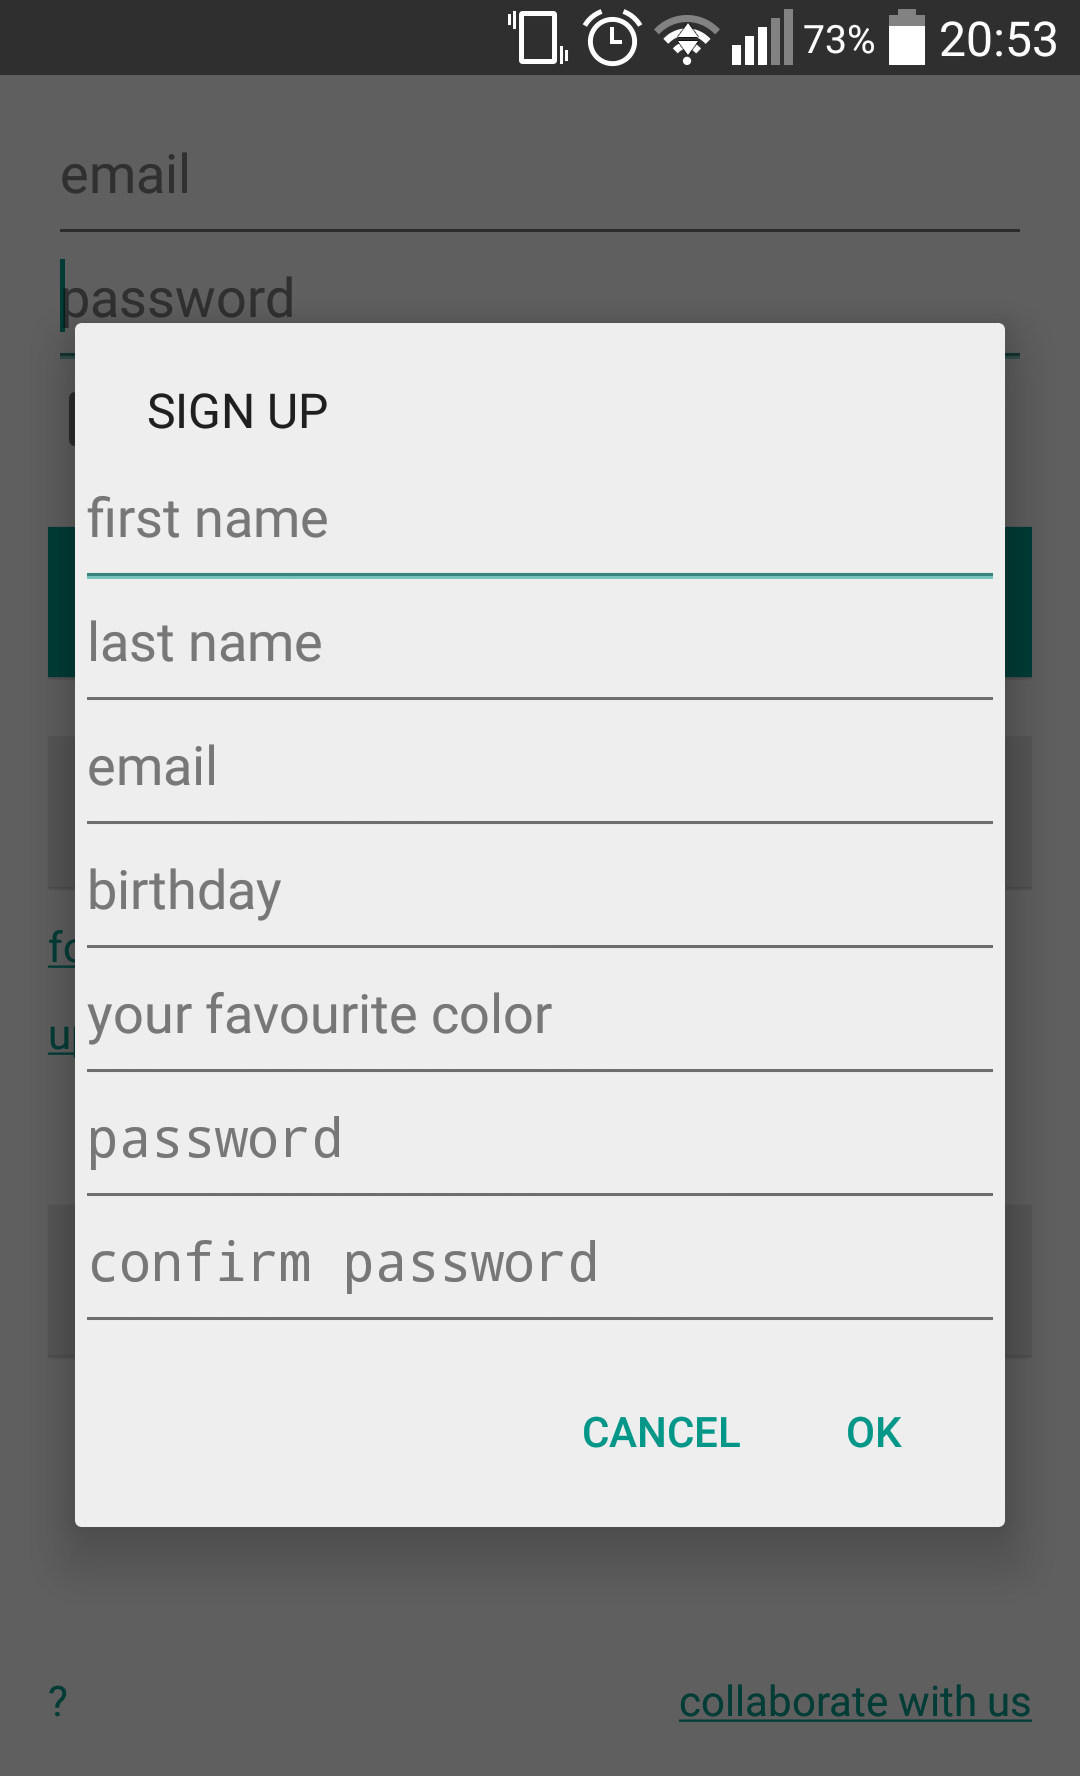 73% 20:53
email
password
SIGN UP
first name
last name
email
birthday
your favourite color
password
confirm password
CANCEL OK
? collaborate with us